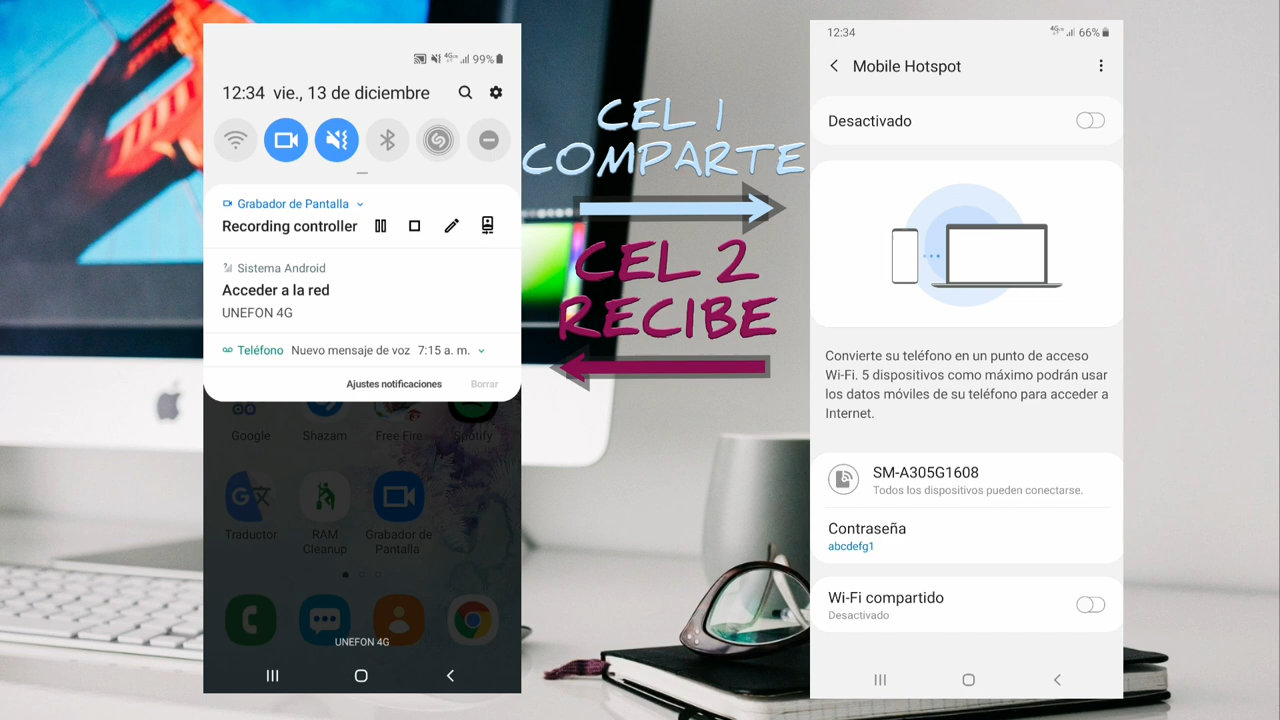 99%
12:34 vie., 13 de diciembre
Grabador de Pantalla
Recording controller
Sistema Android
Acceder a la red
UNEFON 4G
Teléfono Nuevo mensaje de voz 7:15 a. m.
Ajustes notificaciones Borrar
Google Shazam Free Fire Spotify
Traductor RAM Cleanup Grabador de Pantalla
UNEFON 4G
CEL 1
COMPARTE
CEL 2
RECIBE
12:34 66%
Mobile Hotspot
Desactivado
Convierte su teléfono en un punto de acceso
Wi-Fi. 5 dispositivos como máximo podrán usar
los datos móviles de su teléfono para acceder a
Internet.
SM-A305G1608
Todos los dispositivos pueden conectarse.
Contraseña
abcdefg1
Wi-Fi compartido
Desactivado